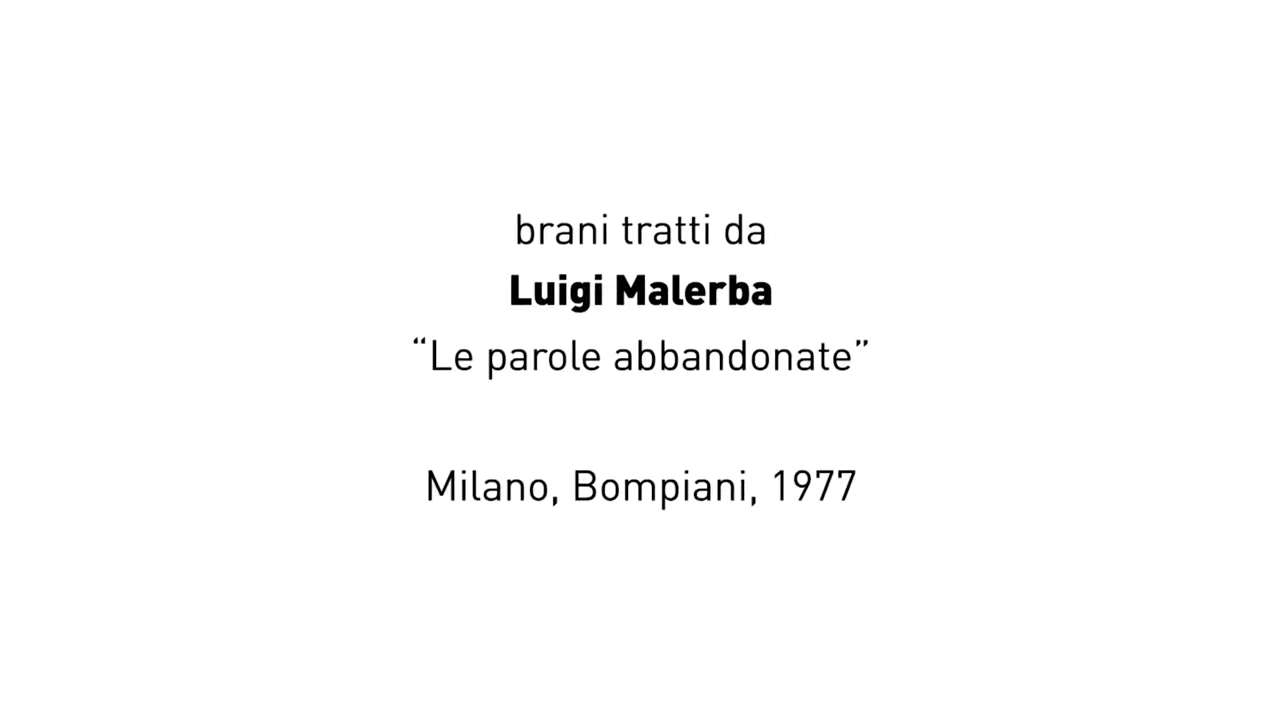 brani tratti da
Luigi Malerba
“Le parole abbandonate”
Milano, Bompiani, 1977